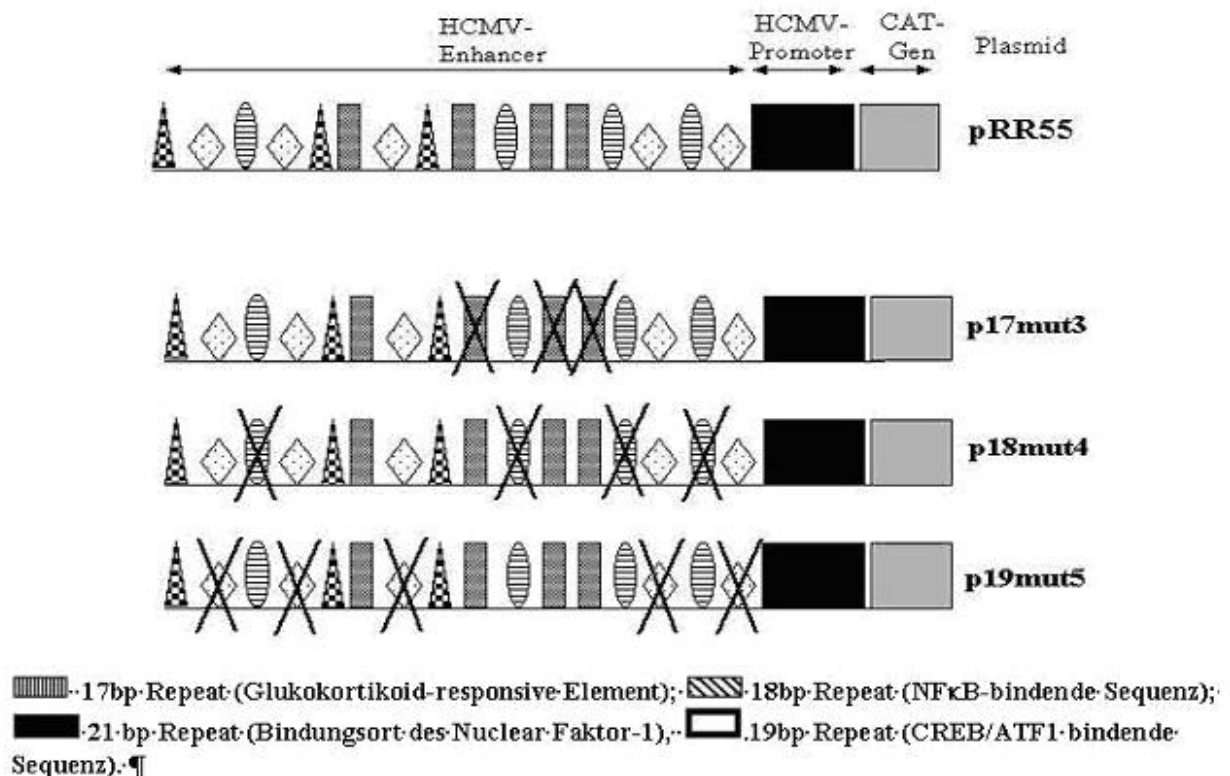 HCMV-
Enhancer
HCMV-
Promoter
CAT-
Gen
Plasmid
pRR55
p17mut3
p18mut4
p19mut5
··17bp·Repeat·(Glukokortikoid-responsive·Element);· ·18bp·Repeat·(NFκB-bindende·Sequenz);
·21·bp·Repeat·(Bindungsort·des·Nuclear·Faktor-1),·· ·19bp·Repeat·(CREB/ATF1·bindende·
Sequenz).·¶